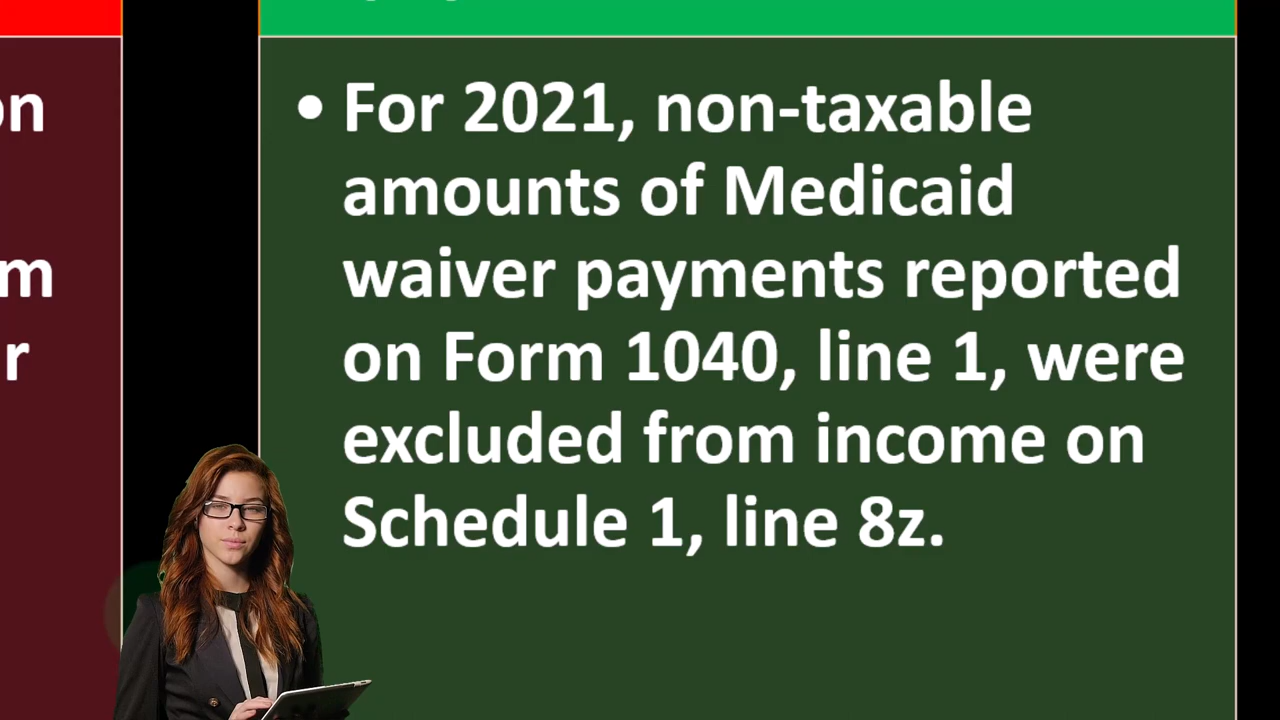 on
m
r
• For 2021, non-taxable
amounts of Medicaid
waiver payments reported
on Form 1040, line 1, were
excluded from income on
Schedule 1, line 8z.